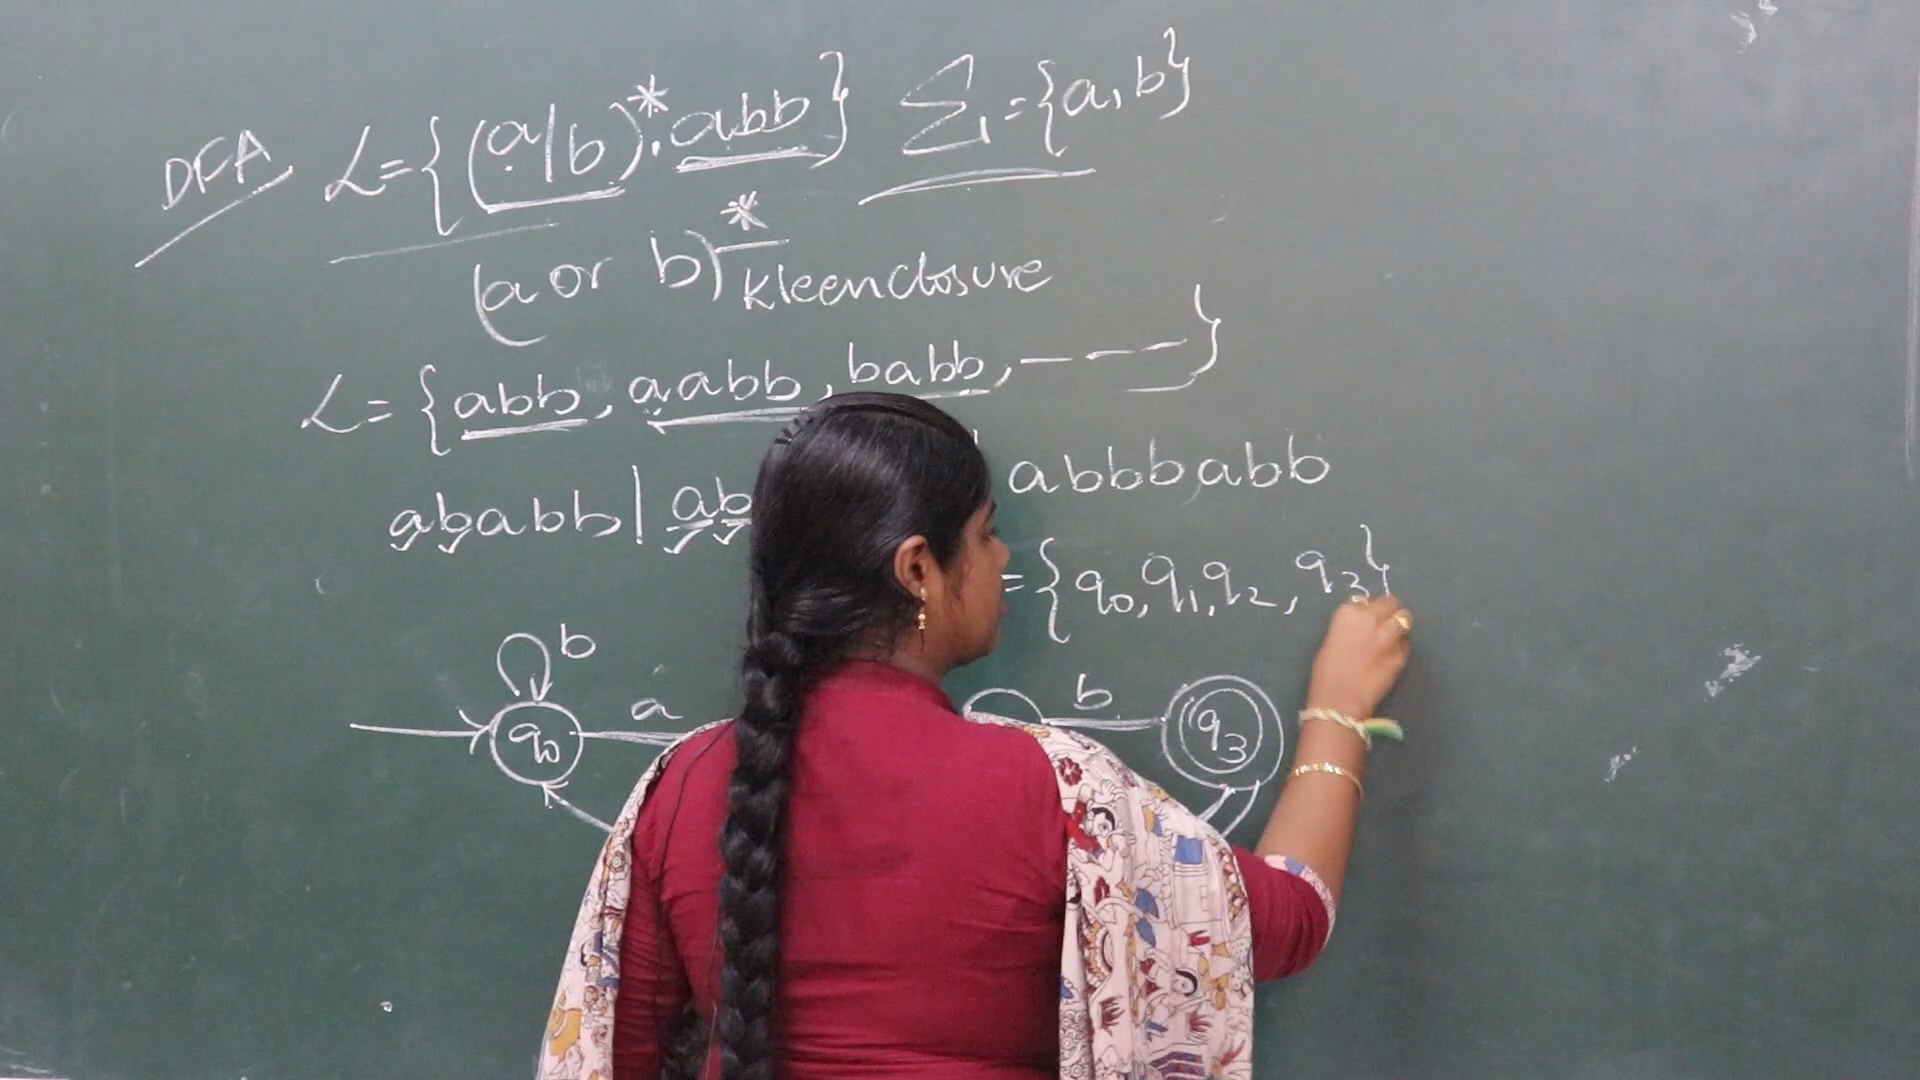 DFA L={(a/b)*.abb} Σ={a,b}
(a or b)* Kleenclosure
L={abb, aabb, babb, ----}
ababb| ab abbbabb
={q0,q1,q2,q3}
b
a b
q0 q3